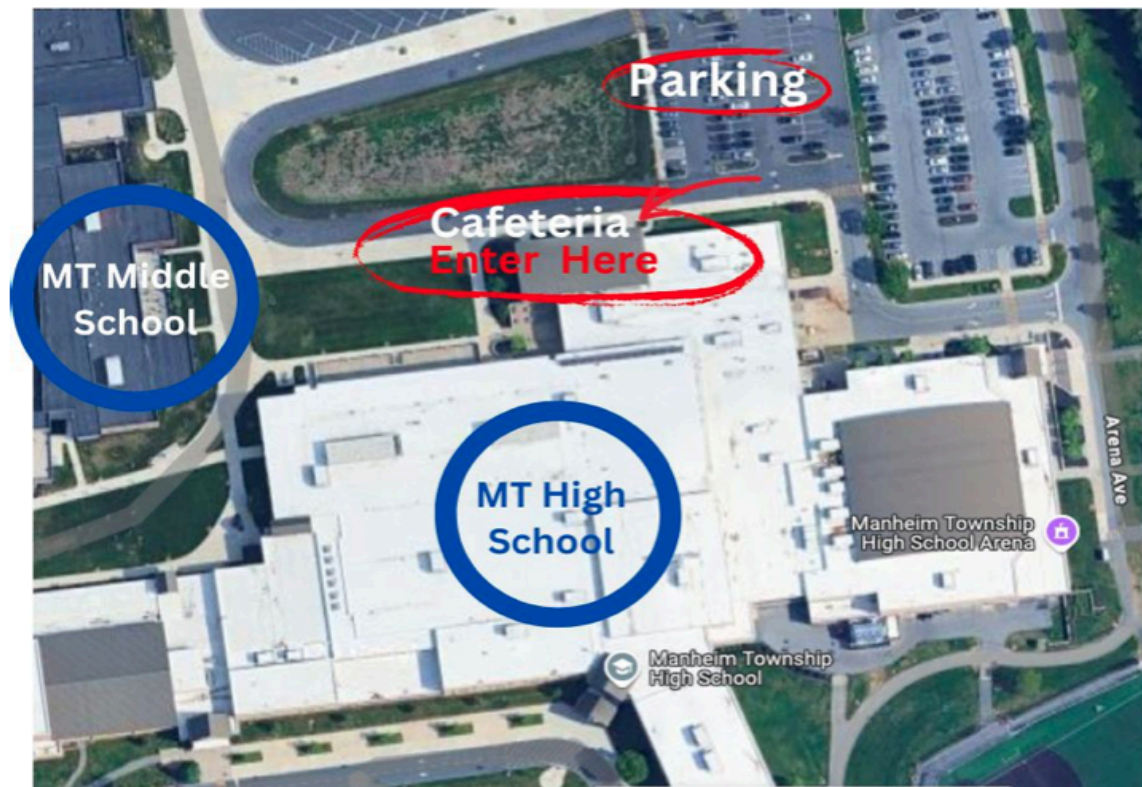 Parking
Cafeteria
Enter Here
MT Middle
School
MT High
School
Arena Ave
Manheim Township
High School Arena
Manheim Township
High School